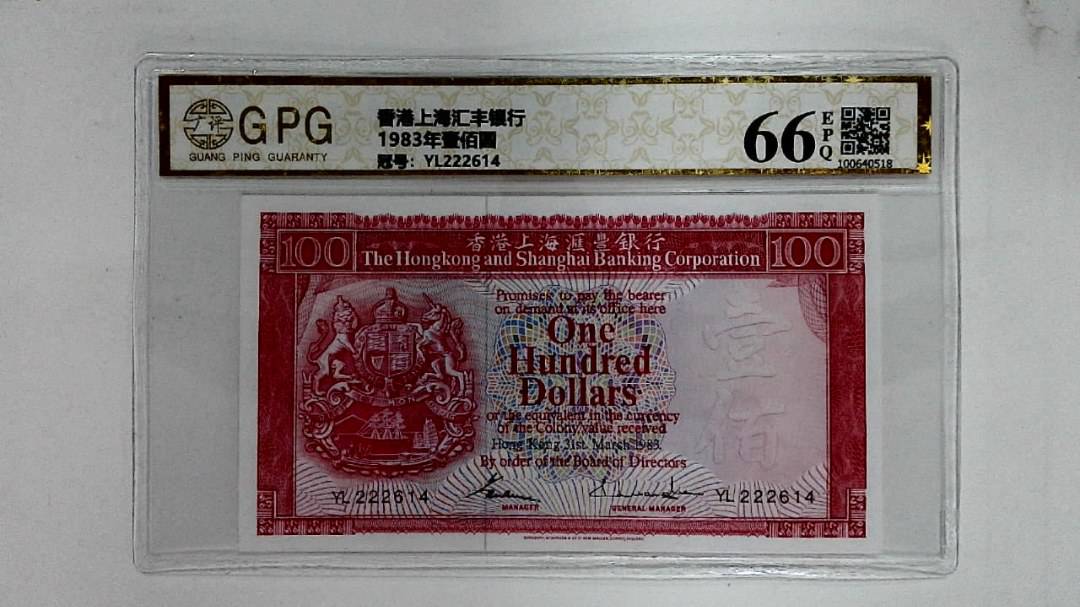 广评
GPG
GUANG PING GUARANTY
香港上海汇丰银行
1983年壹佰圆
冠号: YL222614
66
EPQ
100640518
100
香港上海滙豐銀行
The Hongkong and Shanghai Banking Corporation
100
Promises to pay the bearer
on demand at its office here
One
Hundred
Dollars
or the equivalent in the currency
of the Colony value received
Hong Kong 31st March 1983
By order of the Board of Directors
壹
佰
YL 222614
MANAGER
GENERAL MANAGER
YL 222614